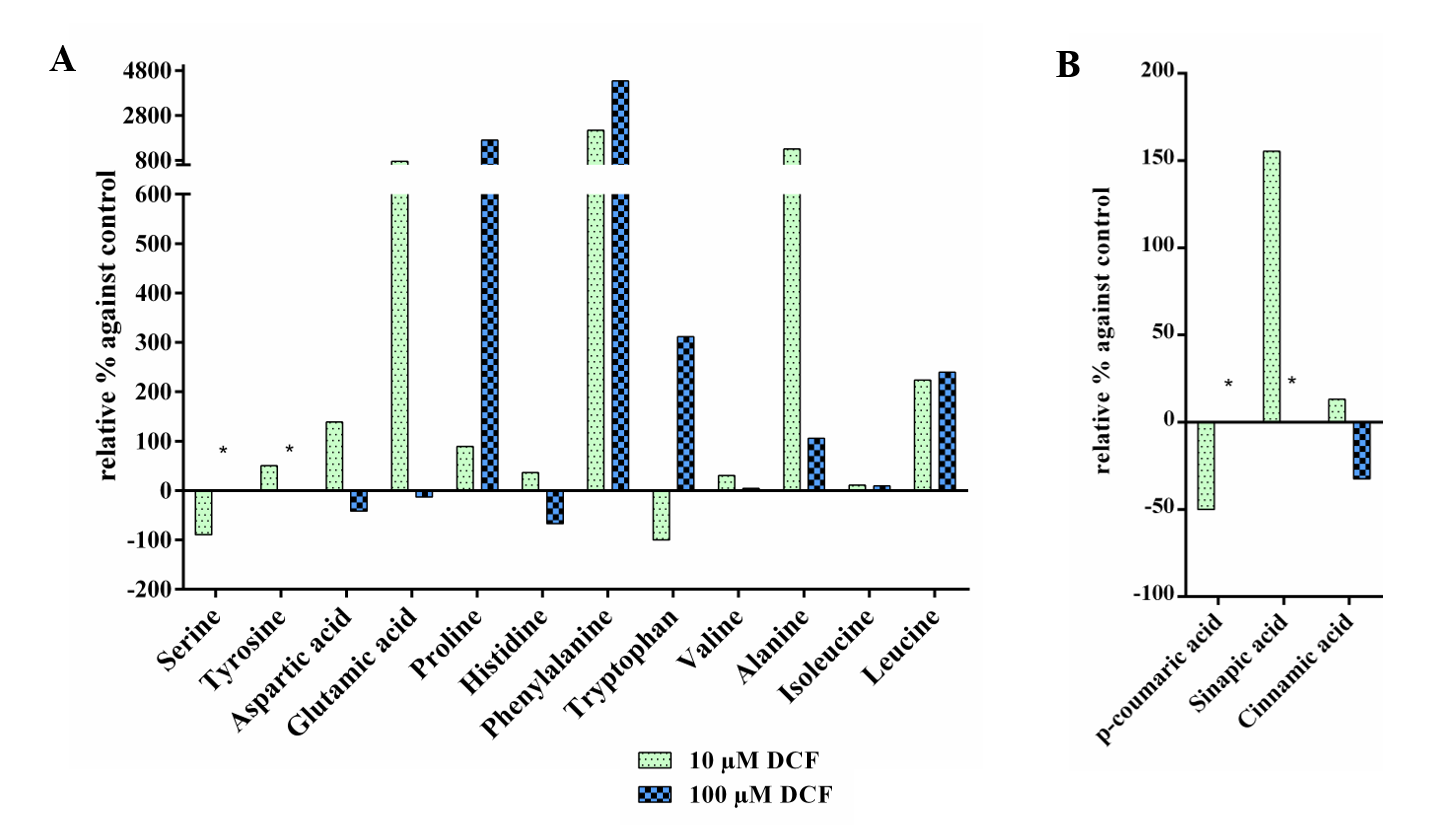 A
relative % against control
4800
2800
800
600
500
400
300
200
100
0
-100
-200
*
*
Serine
Tyrosine
Aspartic acid
Glutamic acid
Proline
Histidine
Phenylalanine
Tryptophan
Valine
Alanine
Isoleucine
Leucine
B
relative % against control
200
150
100
50
0
-50
-100
*
*
p-coumaric acid
Sinapic acid
Cinnamic acid
10 µM DCF
100 µM DCF